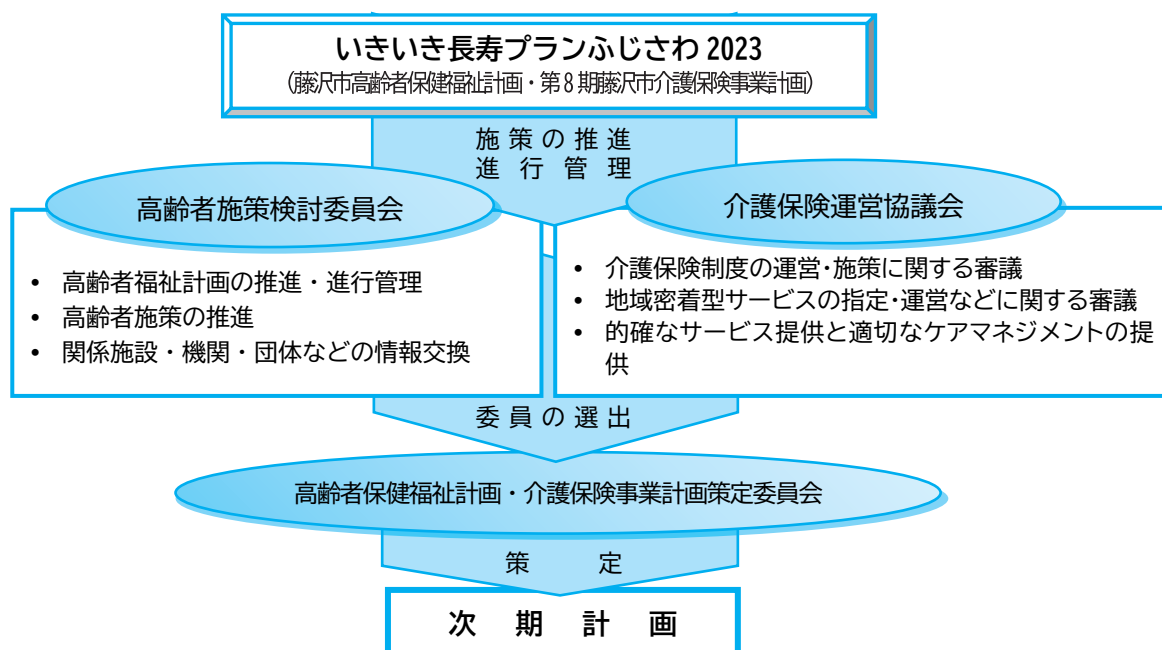 いきいき長寿プランふじさわ 2023
(藤沢市高齢者保健福祉計画・第8期藤沢市介護保険事業計画)
施策の推進
進行管理
高齢者施策検討委員会
• 高齢者福祉計画の推進・進行管理
• 高齢者施策の推進
• 関係施設・機関・団体などの情報交換
介護保険運営協議会
• 介護保険制度の運営・施策に関する審議
• 地域密着型サービスの指定・運営などに関する審議
• 的確なサービス提供と適切なケアマネジメントの提
供
委員の選出
高齢者保健福祉計画・介護保険事業計画策定委員会
策　定
次期計画